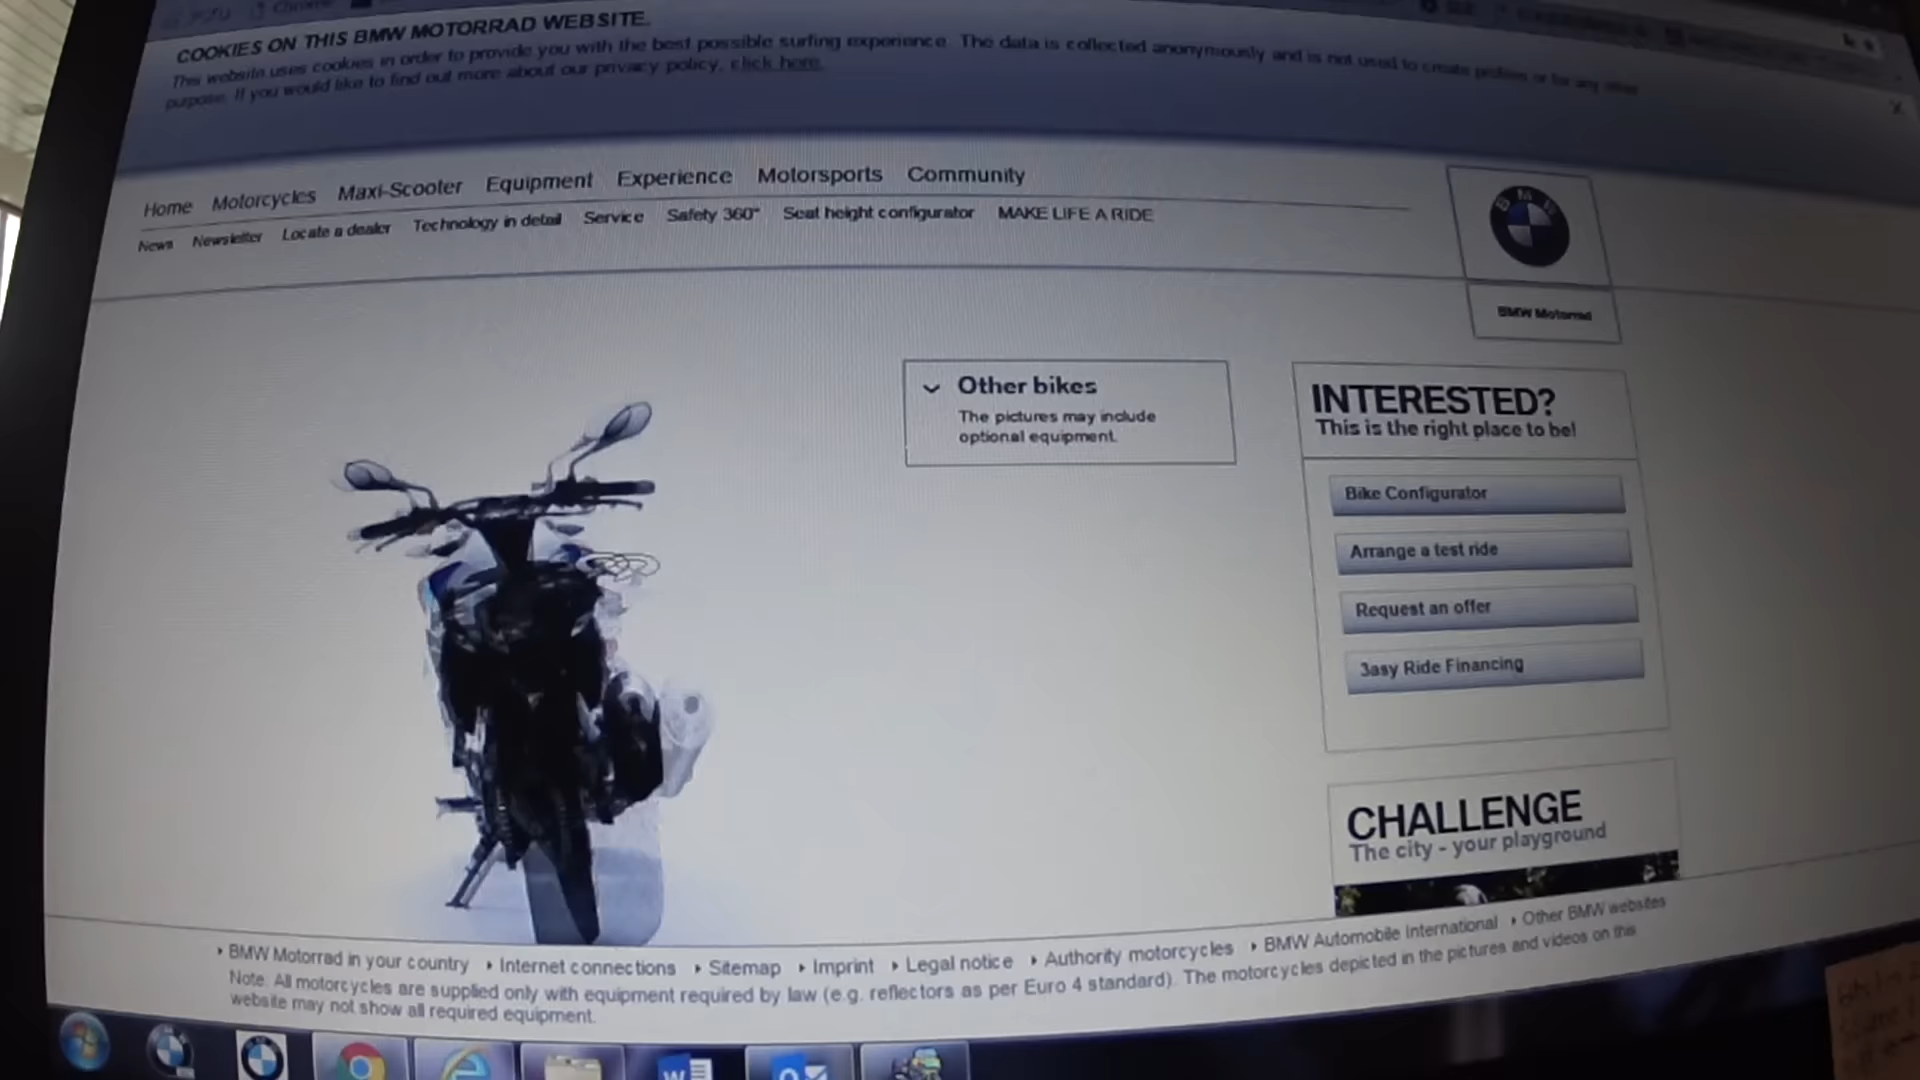 Chrome
COOKIES ON THIS BMW MOTORRAD WEBSITE.
This website uses cookies in order to provide you with the best possible surfing experience. The data is collected anonymously and is not used to create profiles or for any other
purpose. If you would like to find out more about our privacy policy, click here.
Home Motorcycles Maxi-Scooter Equipment Experience Motorsports Community
News Newsletter Locate a dealer Technology in detail Service Safety 360° Seat height configurator MAKE LIFE A RIDE
BMW
BMW Motorrad
Other bikes
The pictures may include
optional equipment.
INTERESTED?
This is the right place to be!
Bike Configurator
Arrange a test ride
Request an offer
3asy Ride Financing
CHALLENGE
The city - your playground
BMW Motorrad in your country Internet connections Sitemap Imprint Legal notice Authority motorcycles BMW Automobile International Other BMW websites
Note. All motorcycles are supplied only with equipment required by law (e.g. reflectors as per Euro 4 standard). The motorcycles depicted in the pictures and videos on this
website may not show all required equipment.